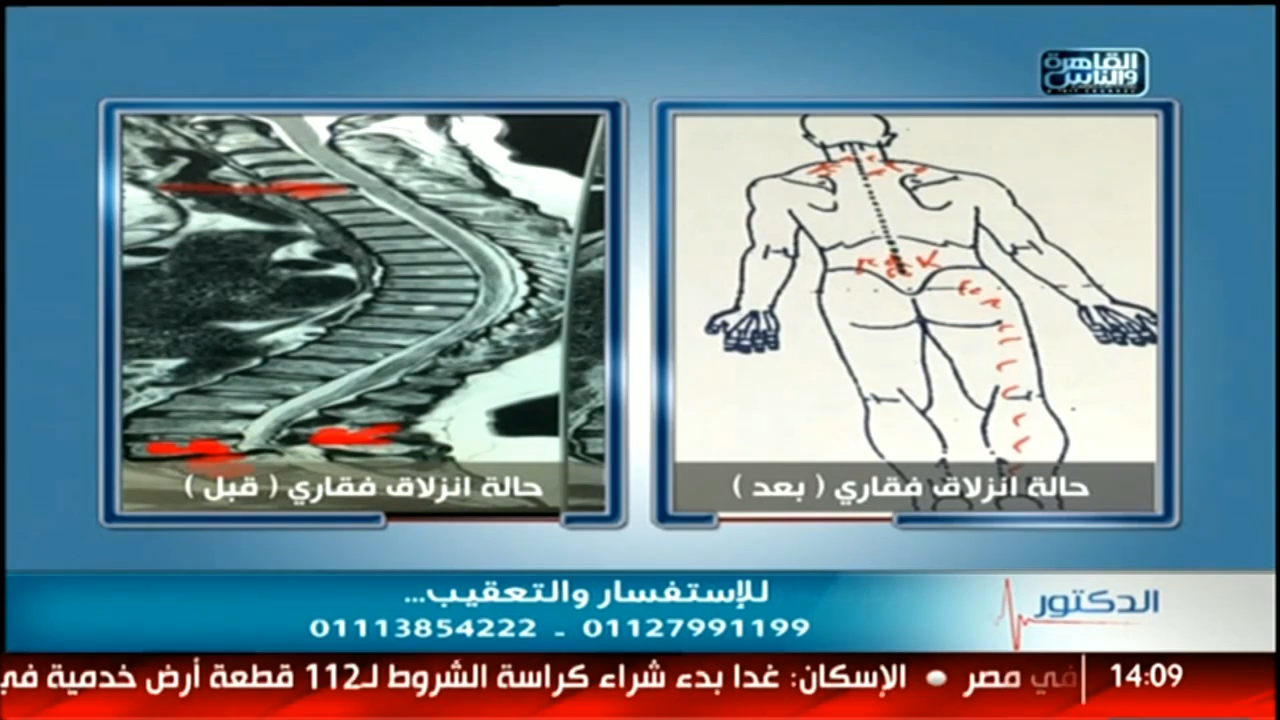 القاهرة
والناس
حالة انزلاق فقاري ( قبل )
حالة انزلاق فقاري ( بعد )
للإستفسار والتعقيب...
01113854222 - 01127991199
الدكتور
14:09
في مصر • الإسكان: غدا بدء شراء كراسة الشروط لـ112 قطعة أرض خدمية في